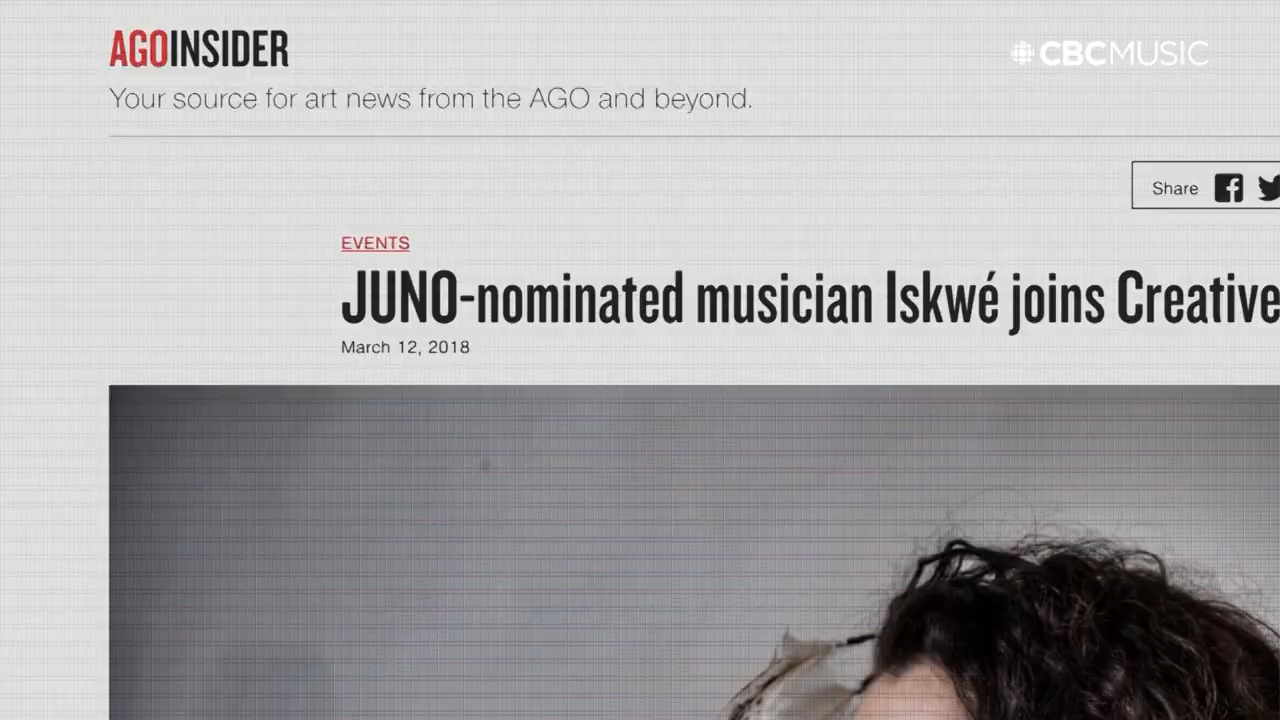 AGOINSIDER
CBCMUSIC
Your source for art news from the AGO and beyond.
Share
EVENTS
JUNO-nominated musician Iskwé joins Creative
March 12, 2018